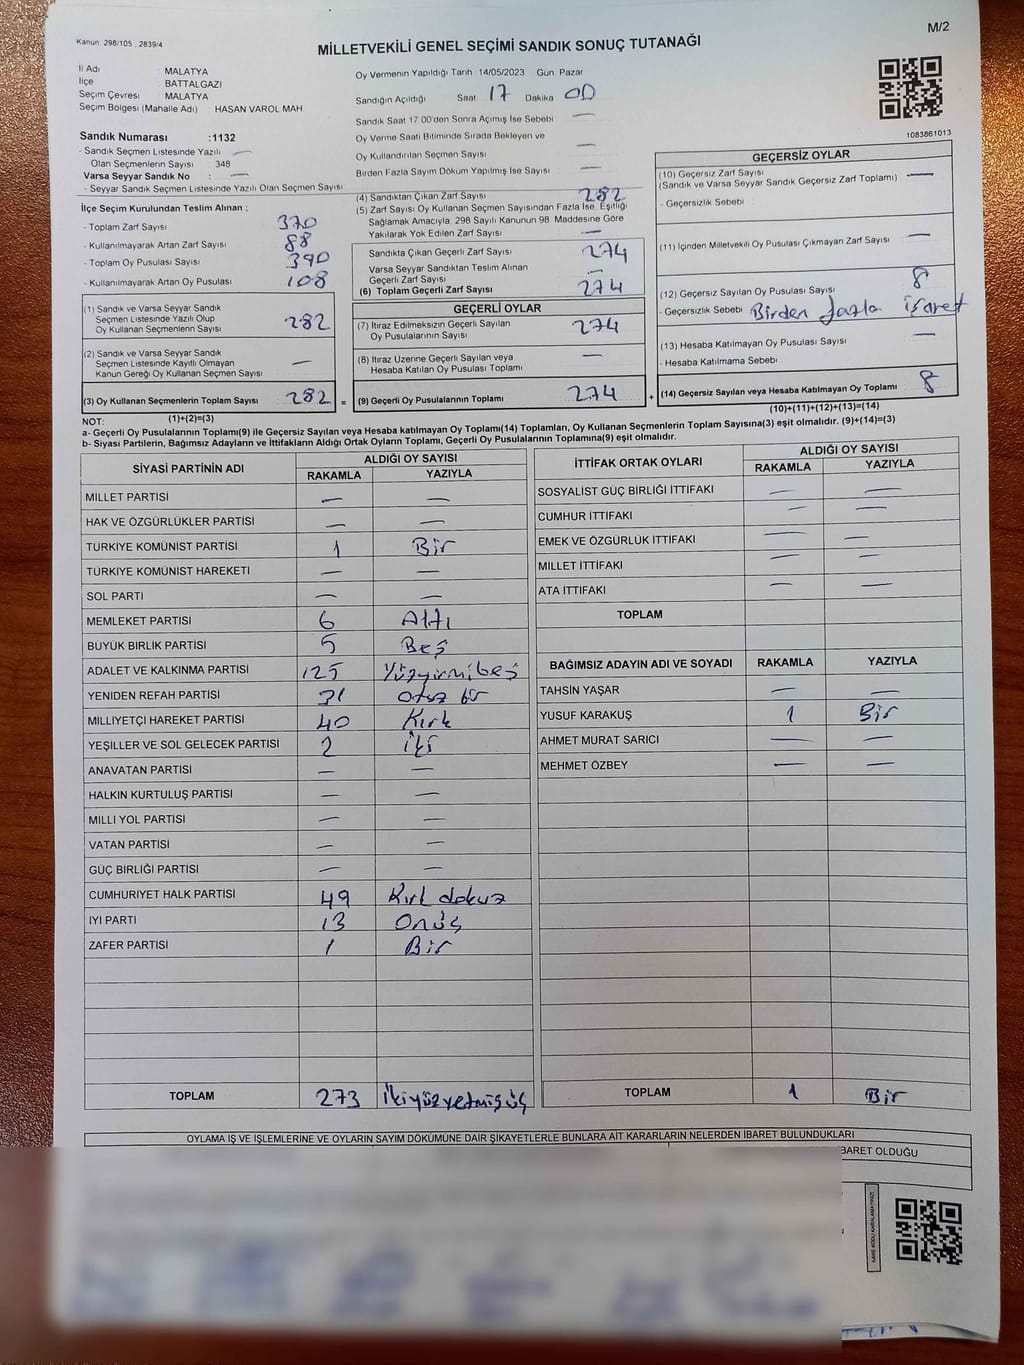 M/2
Kanun. 298/105 , 2839/4
MİLLETVEKİLİ GENEL SEÇİMİ SANDIK SONUÇ TUTANAĞI
İl Adı MALATYA
İlçe BATTALGAZİ
Seçim Çevresi MALATYA
Seçim Bölgesi (Mahalle Adı) HASAN VAROL MAH
Sandık Numarası :1132
- Sandık Seçmen Listesinde Yazılı —
Olan Seçmenlerin Sayısı 348
Varsa Seyyar Sandık No : —
- Seyyar Sandık Seçmen Listesinde Yazılı Olan Seçmen Sayısı
Oy Vermenin Yapıldığı Tarih 14/05/2023 Gün Pazar
Sandığın Açıldığı Saat 17 Dakika 00
Sandık Saat 17 00'den Sonra Açımış İse Sebebi —
Oy Verme Saati Bitiminde Sırada Bekleyen ve
Oy Kullandırılan Seçmen Sayısı —
Birden Fazla Sayım Döküm Yapılmış İse Sayısı —
1083861013
İlçe Seçim Kurulundan Teslim Alınan ;
- Toplam Zarf Sayısı 370
- Kullanılmayarak Artan Zarf Sayısı 88
- Toplam Oy Pusulası Sayısı 390
- Kullanılmayarak Artan Oy Pusulası 108
(1) Sandık ve Varsa Seyyar Sandık
Seçmen Listesinde Yazılı Olup
Oy Kullanan Seçmenlerin Sayısı 282
(2) Sandık ve Varsa Seyyar Sandık
Seçmen Listesinde Kayıtlı Olmayan
Kanun Gereği Oy Kullanan Seçmen Sayısı —
(3) Oy Kullanan Seçmenlerin Toplam Sayısı 282 =
(1)+(2)=(3)
(4) Sandıktan Çıkan Zarf Sayısı 282
(5) Zarf Sayısı Oy Kullanan Seçmen Sayısından Fazla İse, Eşitliği
Sağlamak Amacıyla, 298 Sayılı Kanunun 98. Maddesine Göre
Yakılarak Yok Edilen Zarf Sayısı —
Sandıkta Çıkan Geçerli Zarf Sayısı 274
Varsa Seyyar Sandıktan Teslim Alınan
Geçerli Zarf Sayısı —
(6) Toplam Geçerli Zarf Sayısı 274
GEÇERLİ OYLAR
(7) İtiraz Edilmeksizin Geçerli Sayılan
Oy Pusulalarının Sayısı 274
(8) İtiraz Üzerine Geçerli Sayılan veya
Hesaba Katılan Oy Pusulası Toplamı —
(9) Geçerli Oy Pusulalarının Toplamı 274 +
GEÇERSİZ OYLAR
(10) Geçersiz Zarf Sayısı
(Sandık ve Varsa Seyyar Sandık Geçersiz Zarf Toplamı) —
- Geçersizlik Sebebi
(11) İçinden Milletvekili Oy Pusulası Çıkmayan Zarf Sayısı —
(12) Geçersiz Sayılan Oy Pusulası Sayısı 8
- Geçersizlik Sebebi Birden fazla işaret
(13) Hesaba Katılmayan Oy Pusulası Sayısı —
- Hesaba Katılmama Sebebi
(14) Geçersiz Sayılan veya Hesaba Katılmayan Oy Toplamı 8
(10)+(11)+(12)+(13)=(14)
NOT:
a- Geçerli Oy Pusulalarının Toplamı(9) ile Geçersiz Sayılan veya Hesaba katılmayan Oy Toplamı(14) Toplamları, Oy Kullanan Seçmenlerin Toplam Sayısına(3) eşit olmalıdır. (9)+(14)=(3)
b- Siyasi Partilerin, Bağımsız Adayların ve İttifakların Aldığı Ortak Oyların Toplamı, Geçerli Oy Pusulalarının Toplamına(9) eşit olmalıdır.
SİYASİ PARTİNİN ADI ALDIĞI OY SAYISI
RAKAMLA YAZIYLA
MİLLET PARTİSİ — —
HAK VE ÖZGÜRLÜKLER PARTİSİ — —
TÜRKİYE KOMÜNİST PARTİSİ 1 Bir
TÜRKİYE KOMÜNİST HAREKETİ — —
SOL PARTİ — —
MEMLEKET PARTİSİ 6 Altı
BÜYÜK BİRLİK PARTİSİ 5 Beş
ADALET VE KALKINMA PARTİSİ 125 Yüzyirmibeş
YENİDEN REFAH PARTİSİ 31 Otuz bir
MİLLİYETÇİ HAREKET PARTİSİ 40 Kırk
YEŞİLLER VE SOL GELECEK PARTİSİ 2 İki
ANAVATAN PARTİSİ — —
HALKIN KURTULUŞ PARTİSİ — —
MİLLİ YOL PARTİSİ — —
VATAN PARTİSİ — —
GÜÇ BİRLİĞİ PARTİSİ — —
CUMHURİYET HALK PARTİSİ 49 Kırk dokuz
İYİ PARTİ 13 Onüç
ZAFER PARTİSİ 1 Bir
TOPLAM 273 İkiyüzyetmişüç
İTTİFAK ORTAK OYLARI ALDIĞI OY SAYISI
RAKAMLA YAZIYLA
SOSYALİST GÜÇ BİRLİĞİ İTTİFAKI — —
CUMHUR İTTİFAKI — —
EMEK VE ÖZGÜRLÜK İTTİFAKI — —
MİLLET İTTİFAKI — —
ATA İTTİFAKI — —
TOPLAM
BAĞIMSIZ ADAYIN ADI VE SOYADI RAKAMLA YAZIYLA
TAHSİN YAŞAR — —
YUSUF KARAKUŞ 1 Bir
AHMET MURAT SARICI — —
MEHMET ÖZBEY — —
TOPLAM 1 Bir
OYLAMA İŞ VE İŞLEMLERİNE VE OYLARIN SAYIM DÖKÜMÜNE DAİR ŞİKAYETLERLE BUNLARA AİT KARARLARIN NELERDEN İBARET BULUNDUKLARI
BARET OLDUĞU
KARE KODU KARALAMAYINIZ!